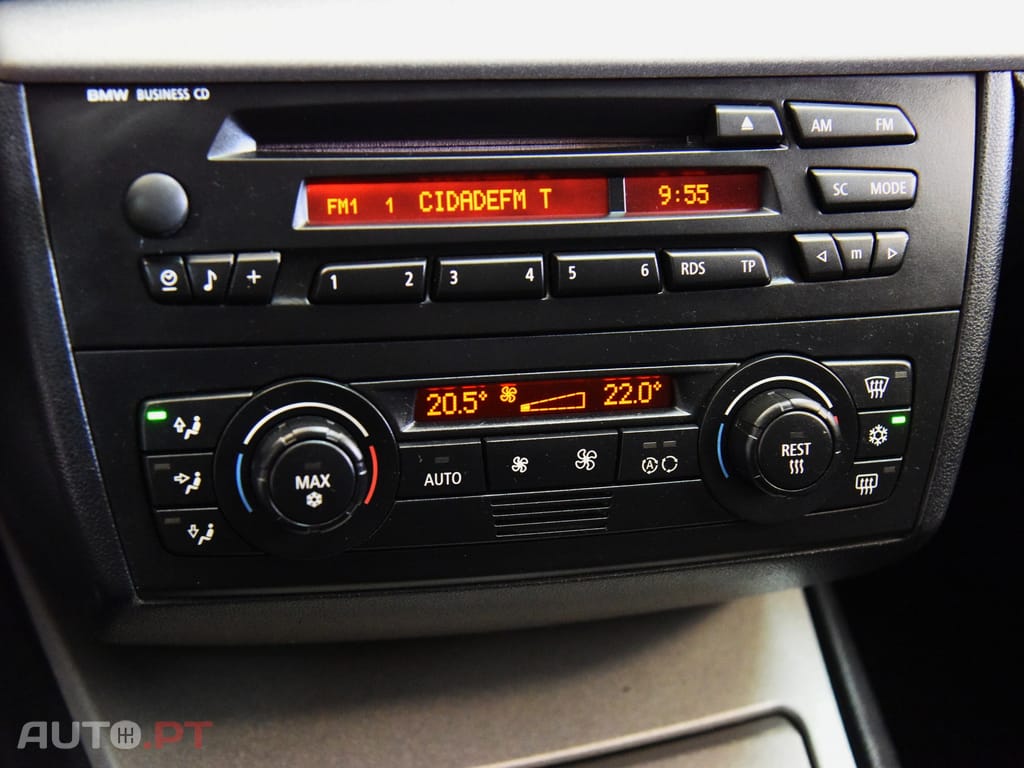 BMW BUSINESS CD
AM FM
FM1 1 CIDADEFM T 9:55
SC MODE
1 2 3 4 5 6 RDS TP m
20.5° 22.0°
MAX AUTO A REST
AUTO.PT